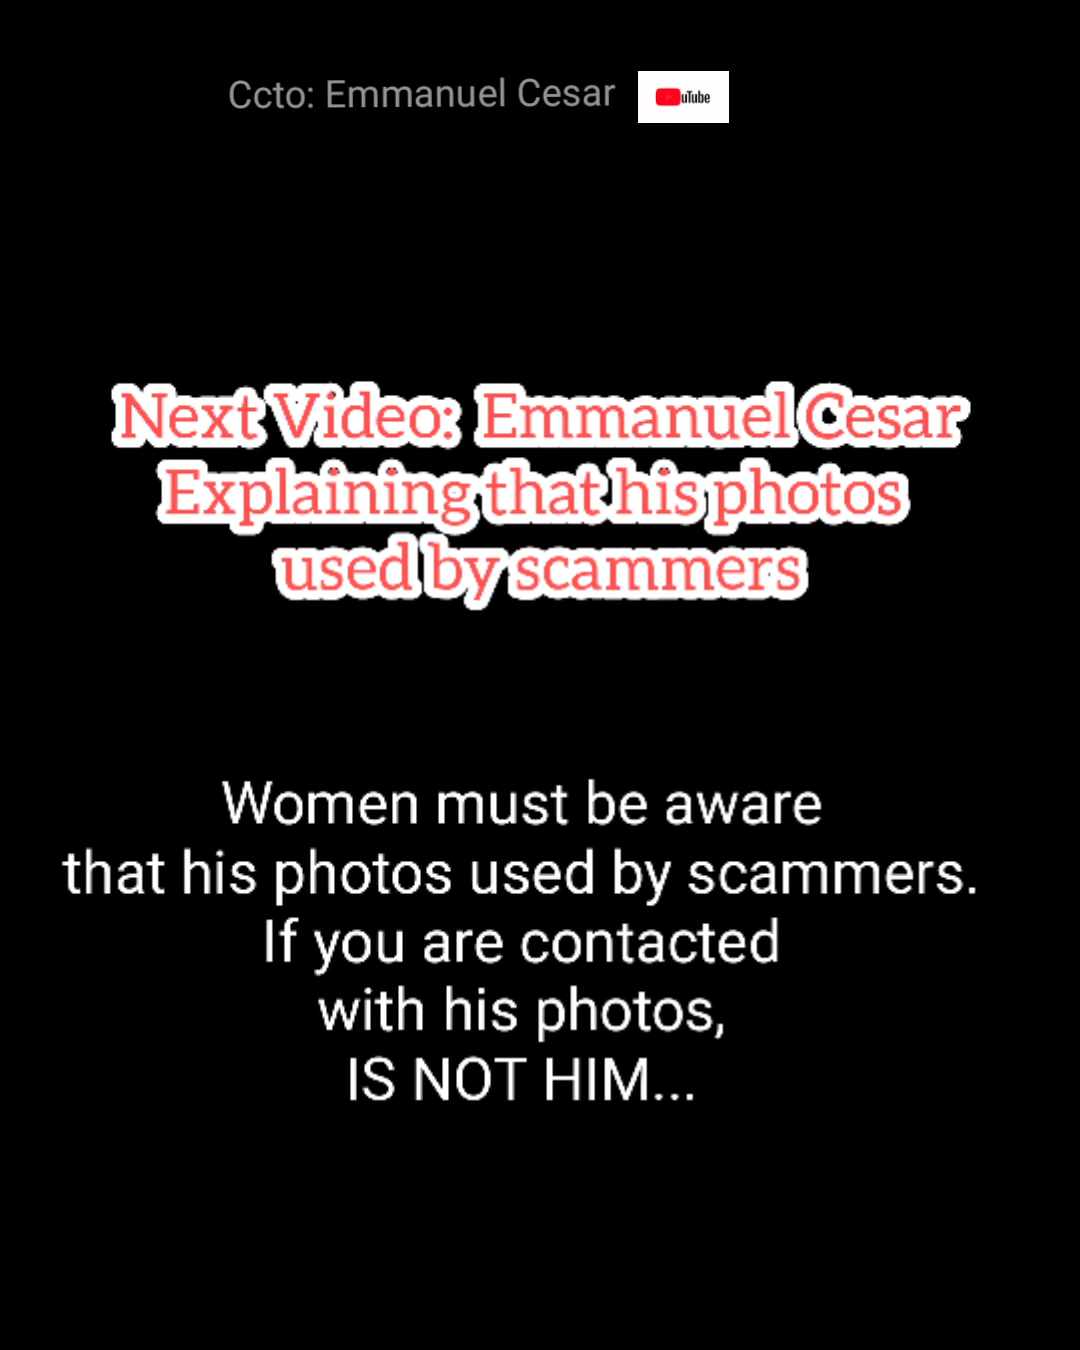 Ccto: Emmanuel Cesar uTube
Next Video: Emmanuel Cesar
Explaining that his photos
used by scammers
Women must be aware
that his photos used by scammers.
If you are contacted
with his photos,
IS NOT HIM...